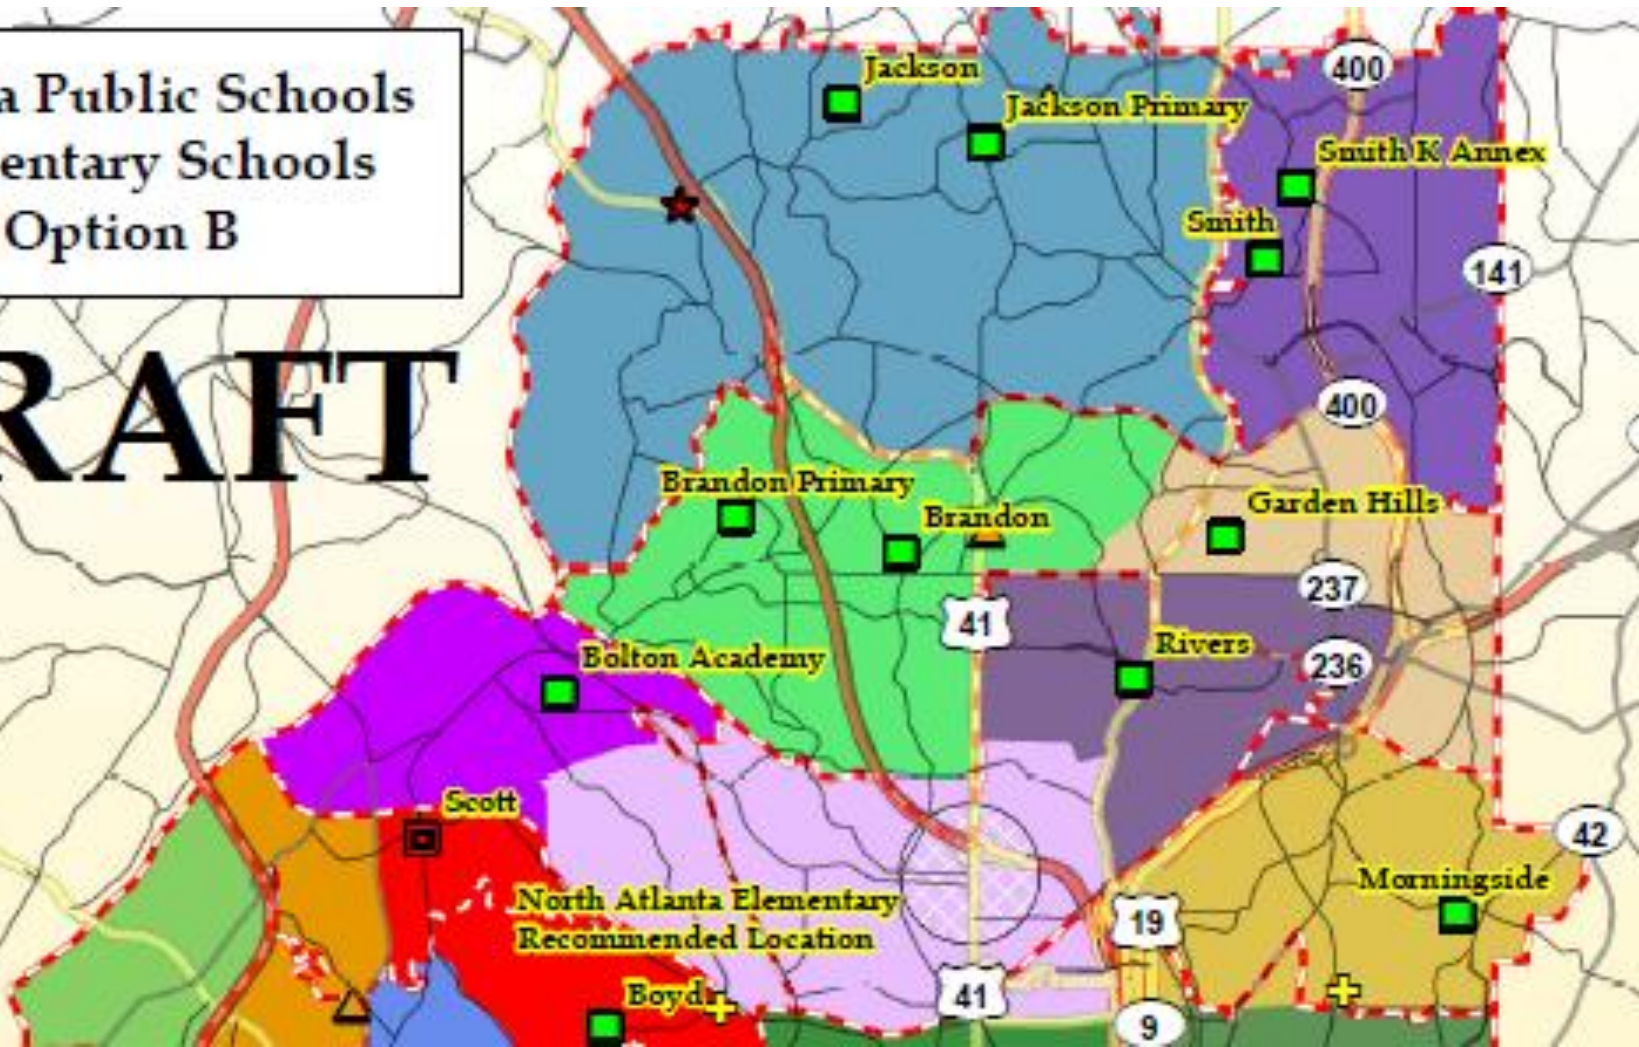 a Public Schools
entary Schools
Option B
RAFT
Jackson
400
Jackson Primary
Smith K Annex
Smith
141
400
Brandon Primary
Garden Hills
Brandon
237
41
Rivers
Bolton Academy
236
Scott
42
Morningside
North Atlanta Elementary
Recommended Location
19
Boyd
41
9